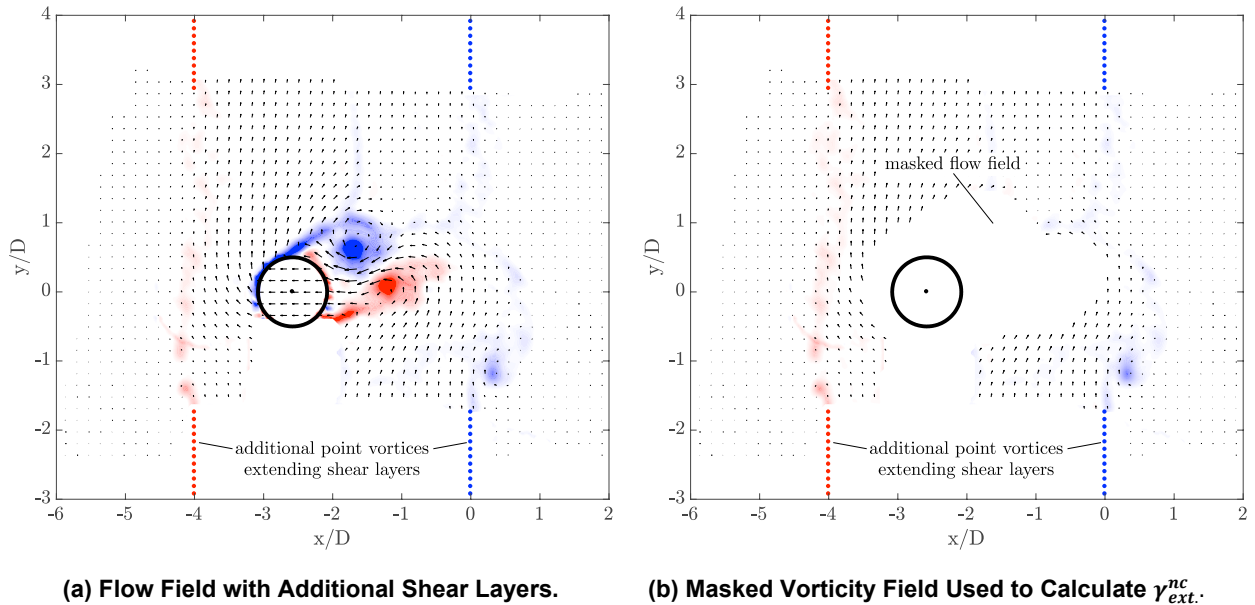 4
3
2
1
0
-1
-2
-3
y/D
-6 -5 -4 -3 -2 -1 0 1 2
x/D
additional point vortices
extending shear layers
(a) Flow Field with Additional Shear Layers.
4
3
2
1
0
-1
-2
-3
y/D
masked flow field
additional point vortices
extending shear layers
-6 -5 -4 -3 -2 -1 0 1 2
x/D
(b) Masked Vorticity Field Used to Calculate γ_{ext.}^{nc}.